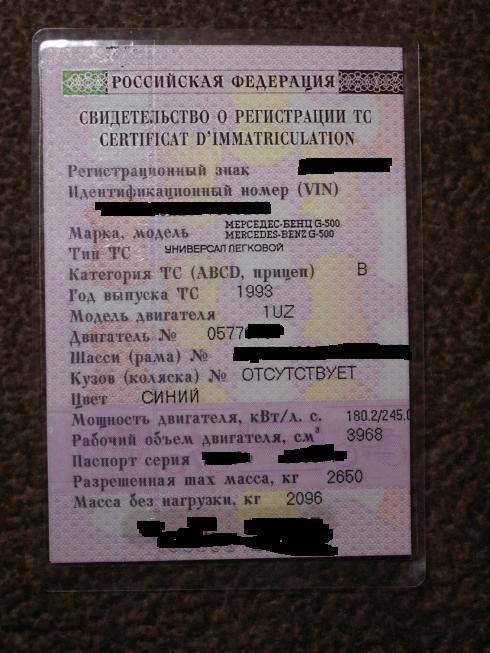 РОССИЙСКАЯ ФЕДЕРАЦИЯ
СВИДЕТЕЛЬСТВО О РЕГИСТРАЦИИ ТС
CERTIFICAT D'IMMATRICULATION
Регистрационный знак
Идентификационный номер (VIN)
Марка, модель МЕРСЕДЕС-БЕНЦ G-500
MERCEDES-BENZ G-500
Тип ТС УНИВЕРСАЛ ЛЕГКОВОЙ
Категория ТС (ABCD, прицеп) B
Год выпуска ТС 1993
Модель двигателя 1UZ
Двигатель № 0577
Шасси (рама) №
Кузов (коляска) № ОТСУТСТВУЕТ
Цвет СИНИЙ
Мощность двигателя, кВт/л. с. 180.2/245.0
Рабочий объем двигателя, см³ 3968
Паспорт серия
Разрешенная max масса, кг 2650
Масса без нагрузки, кг 2096